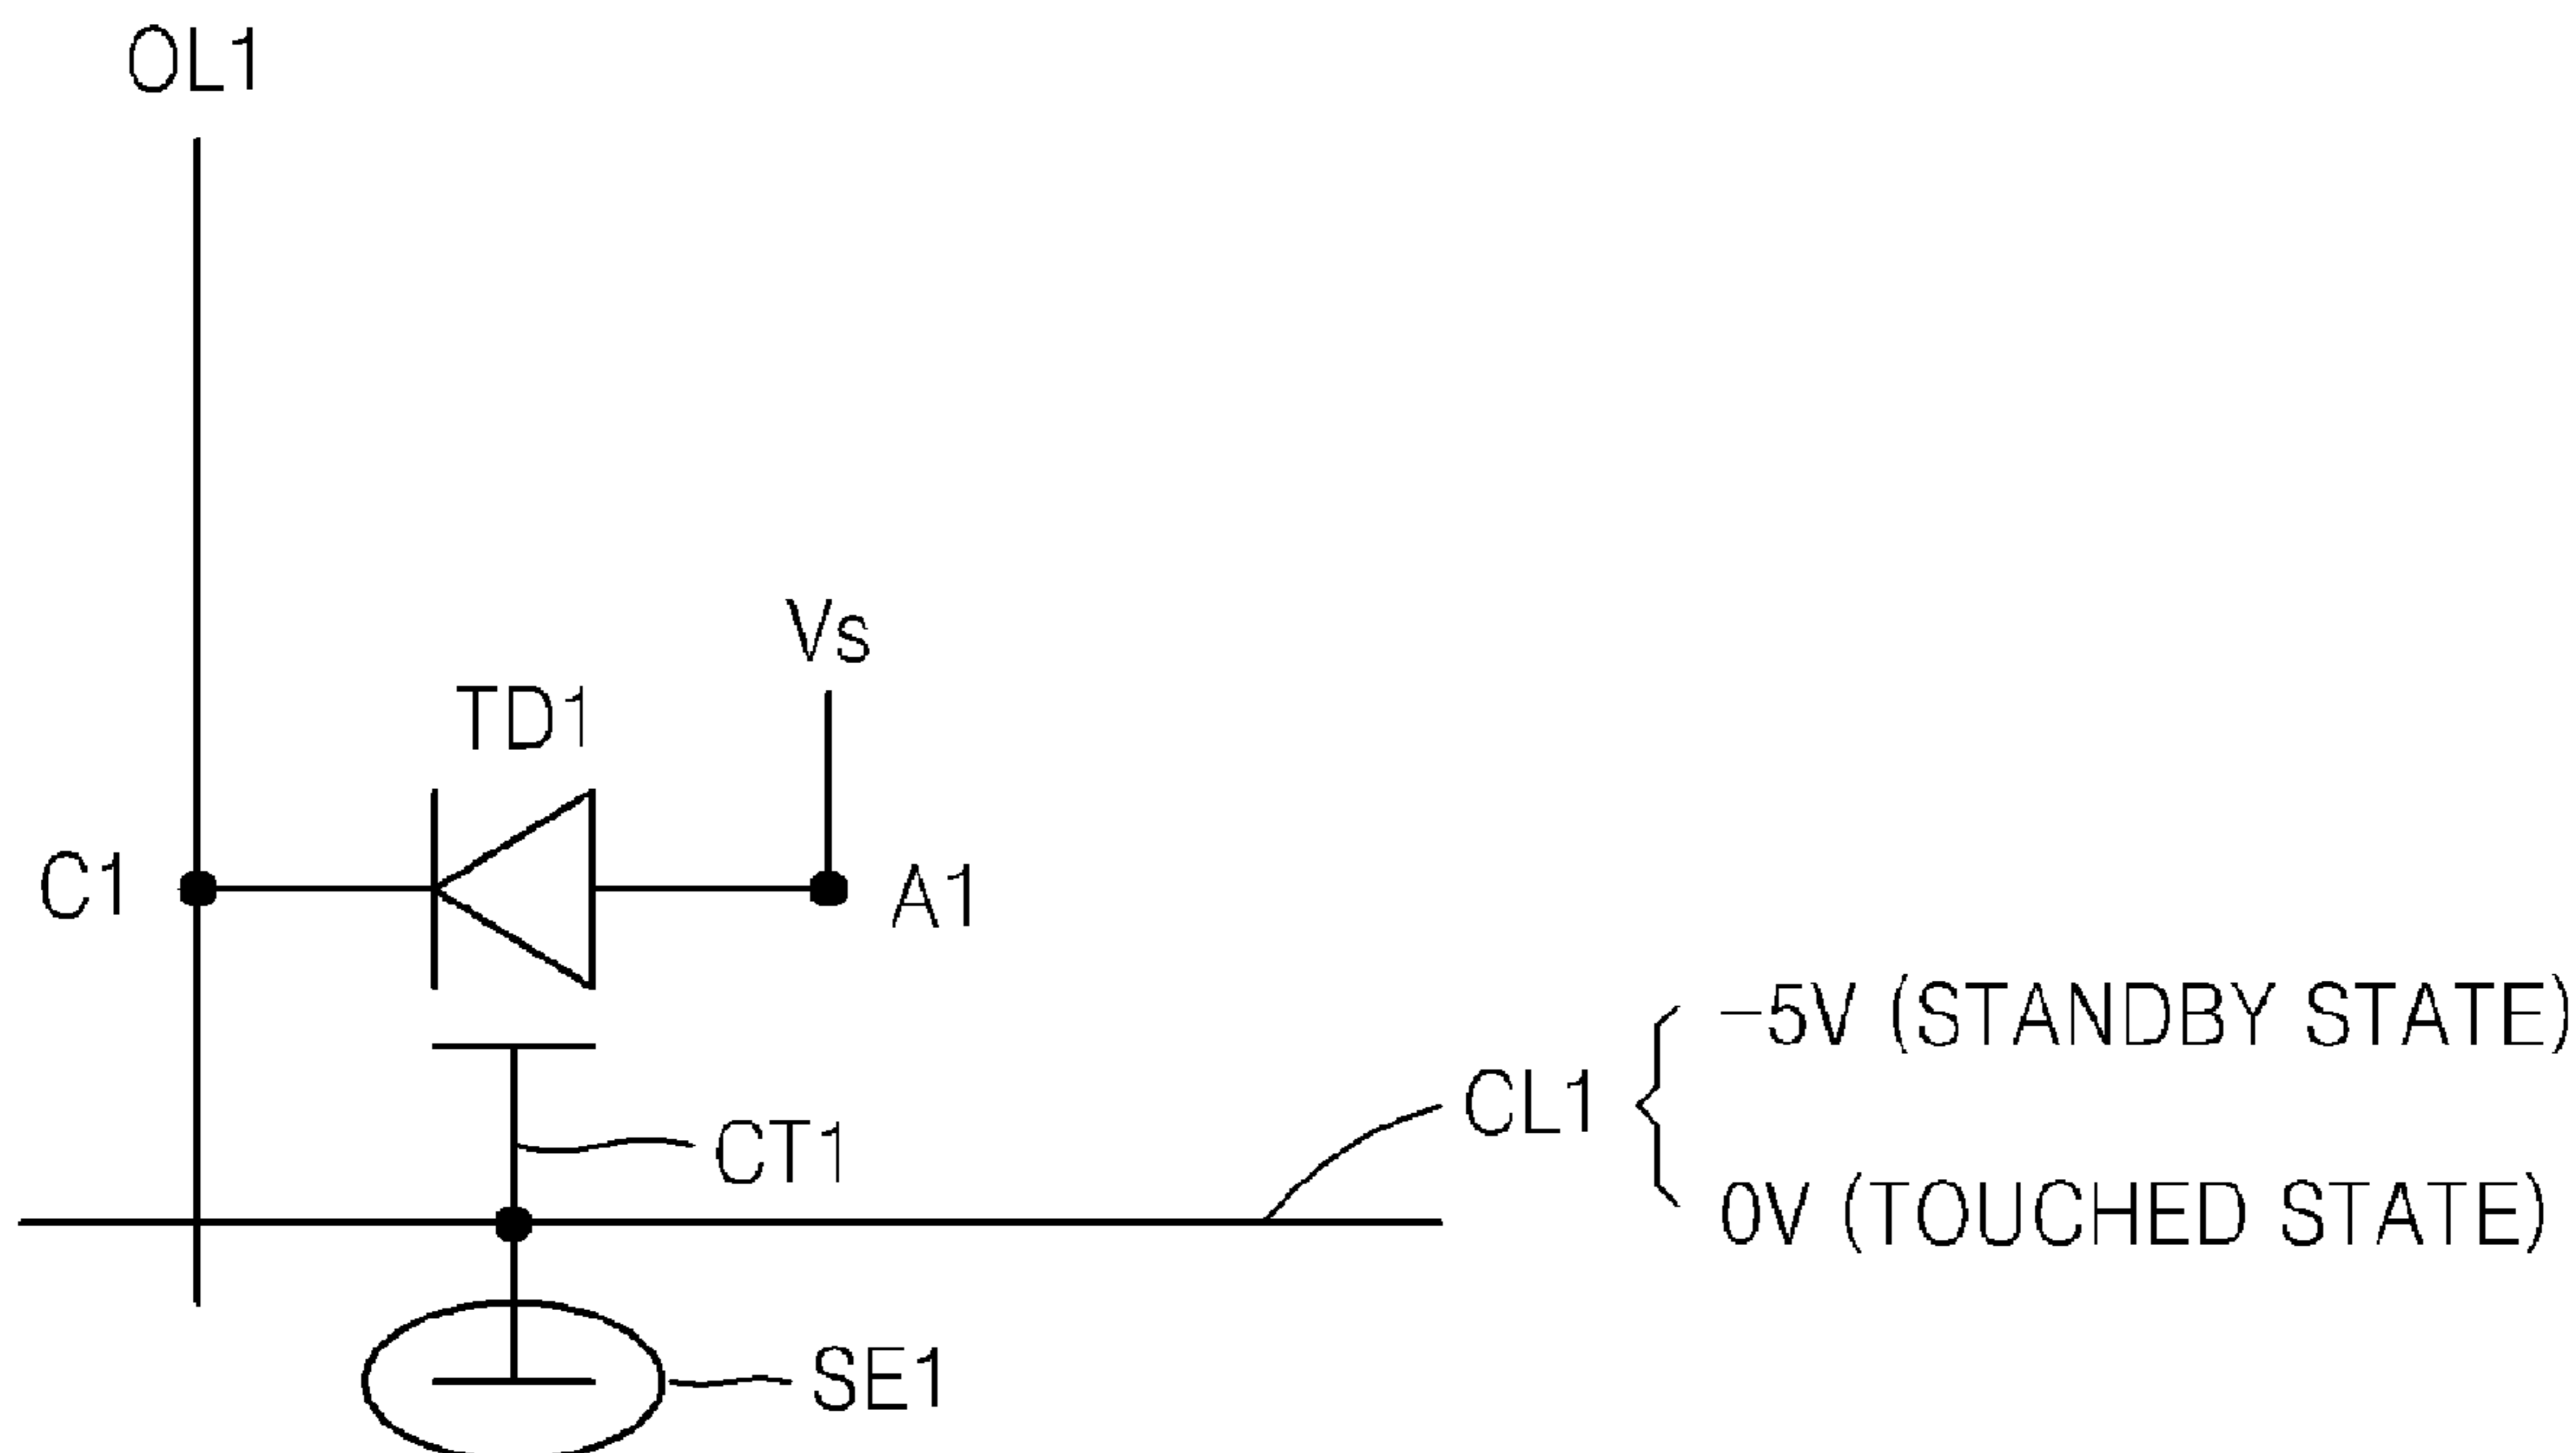 OL1
Vs
TD1
C1
A1
−5V (STANDBY STATE)
CL1
CT1
0V (TOUCHED STATE)
SE1